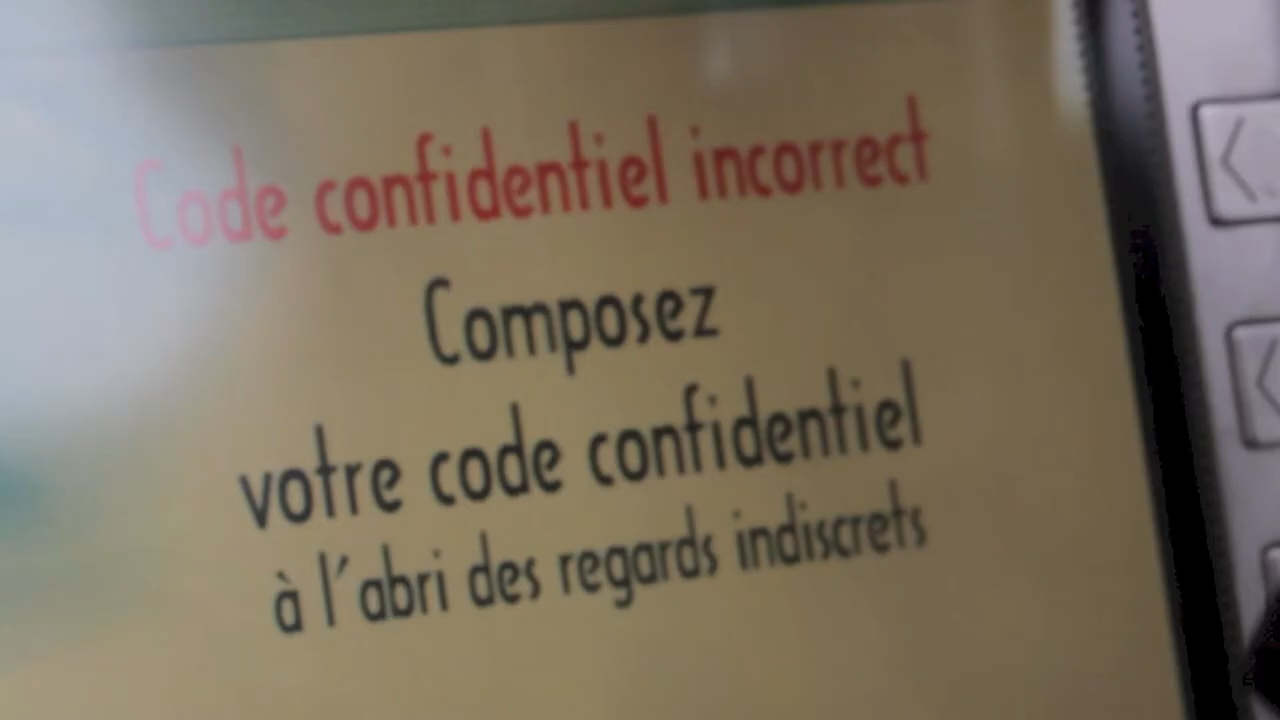 Code confidentiel incorrect
Composez
votre code confidentiel
à l'abri des regards indiscrets